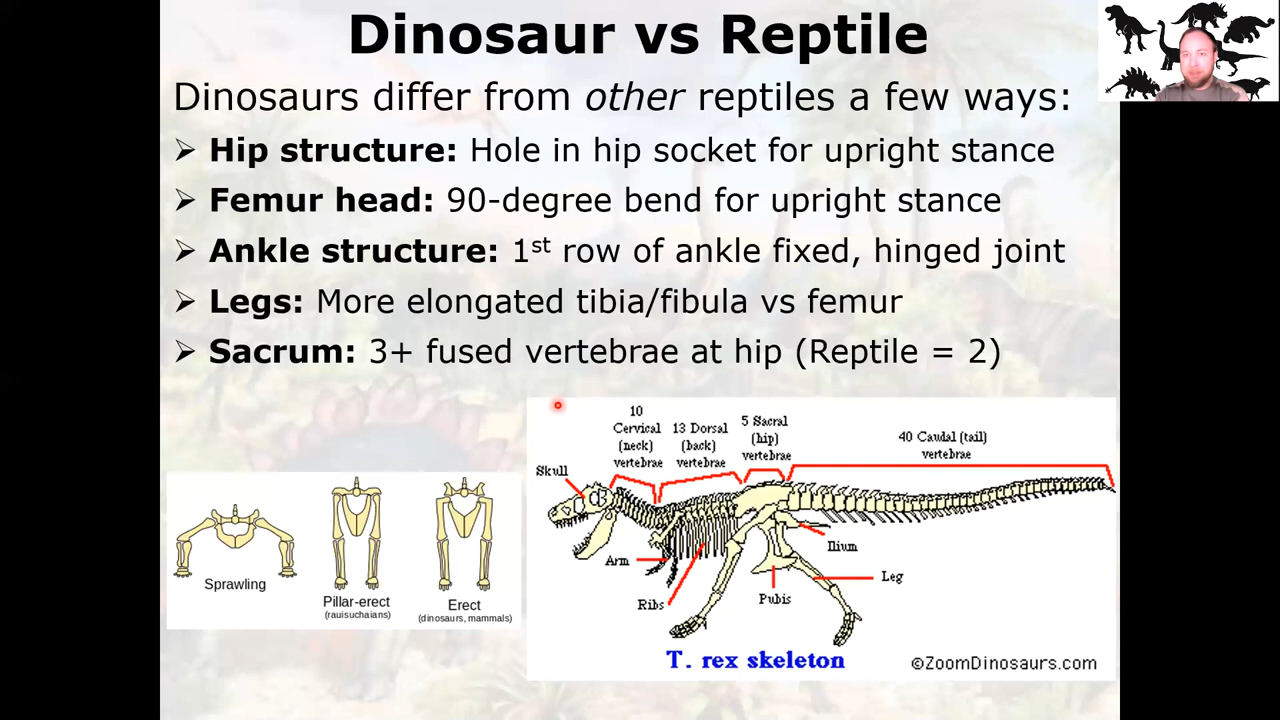 Dinosaur vs Reptile
Dinosaurs differ from other reptiles a few ways:
➢ Hip structure: Hole in hip socket for upright stance
➢ Femur head: 90-degree bend for upright stance
➢ Ankle structure: 1st row of ankle fixed, hinged joint
➢ Legs: More elongated tibia/fibula vs femur
➢ Sacrum: 3+ fused vertebrae at hip (Reptile = 2)
Sprawling
Pillar-erect
(rauisuchaians)
Erect
(dinosaurs, mammals)
10
Cervical
(neck)
vertebrae
13 Dorsal
(back)
vertebrae
5 Sacral
(hip)
vertebrae
40 Caudal (tail)
vertebrae
Skull
Arm
Ribs
Pubis
Ilium
Leg
T. rex skeleton
©ZoomDinosaurs.com